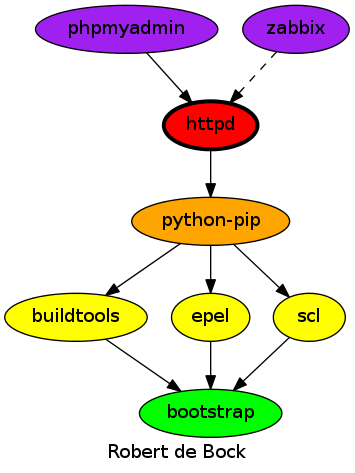 phpmyadmin zabbix
httpd
python-pip
buildtools epel scl
bootstrap
Robert de Bock